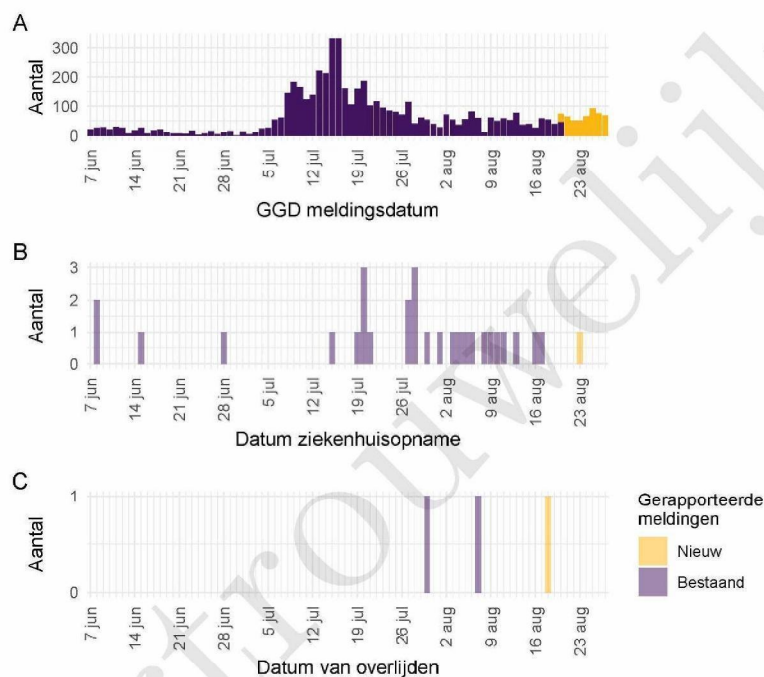 A
Aantal
300
200
100
0
7 jun
14 jun
21 jun
28 jun
5 jul
12 jul
19 jul
26 jul
2 aug
9 aug
16 aug
23 aug
GGD meldingsdatum
B
Aantal
3
2
1
0
7 jun
14 jun
21 jun
28 jun
5 jul
12 jul
19 jul
26 jul
2 aug
9 aug
16 aug
23 aug
Datum ziekenhuisopname
C
Aantal
1
0
7 jun
14 jun
21 jun
28 jun
5 jul
12 jul
19 jul
26 jul
2 aug
9 aug
16 aug
23 aug
Datum van overlijden
Gerapporteerde
meldingen
Nieuw
Bestaand